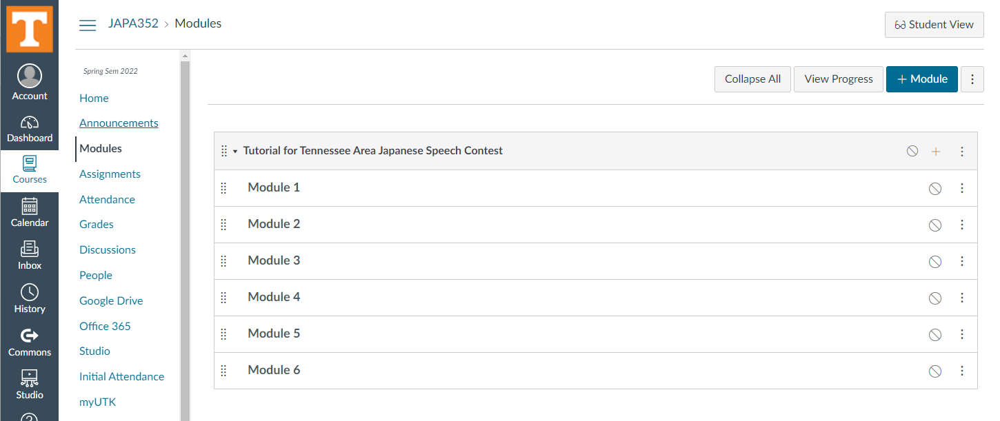 T
JAPA352 > Modules
Student View
Account
Dashboard
Courses
Calendar
Inbox
History
Commons
Studio
Spring Sem 2022
Home
Announcements
Modules
Assignments
Attendance
Grades
Discussions
People
Google Drive
Office 365
Studio
Initial Attendance
myUTK
Collapse All
View Progress
+ Module
Tutorial for Tennessee Area Japanese Speech Contest
Module 1
Module 2
Module 3
Module 4
Module 5
Module 6